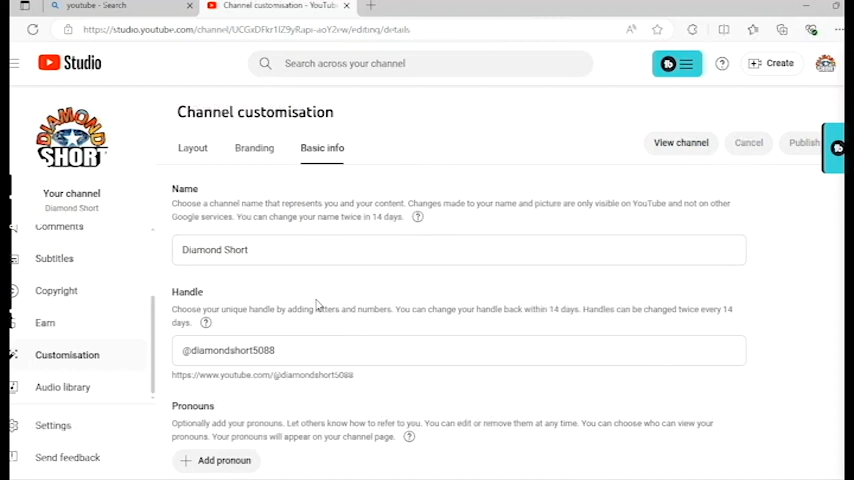 youtube - Search
Channel customisation - YouTub
https://studio.youtube.com/channel/
/editing/details
Studio
Search across your channel
Create
DIAMOND
SHORT
Channel customisation
Layout
Branding
Basic info
View channel
Cancel
Publish
Your channel
Diamond Short
Comments
Subtitles
Copyright
Earn
Customisation
Audio library
Settings
Send feedback
Name
Choose a channel name that represents you and your content. Changes made to your name and picture are only visible on YouTube and not on other
Google services. You can change your name twice in 14 days.
Diamond Short
Handle
Choose your unique handle by adding letters and numbers. You can change your handle back within 14 days. Handles can be changed twice every 14
days.
@diamondshort5088
https://www.youtube.com/@diamondshort5088
Pronouns
Optionally add your pronouns. Let others know how to refer to you. You can edit or remove them at any time. You can choose who can view your
pronouns. Your pronouns will appear on your channel page.
Add pronoun